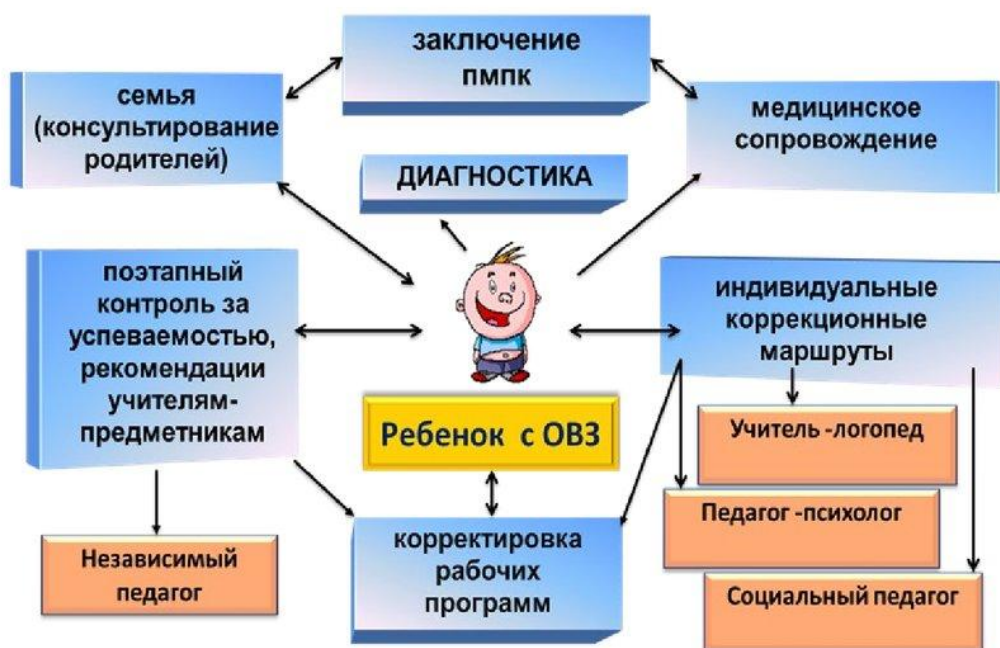 заключение
пмпк
семья
(консультирование
родителей)
медицинское
сопровождение
ДИАГНОСТИКА
поэтапный
контроль за
успеваемостью,
рекомендации
учителям-
предметникам
индивидуальные
коррекционные
маршруты
Ребенок с ОВЗ
Учитель -логопед
Педагог -психолог
Социальный педагог
Независимый
педагог
корректировка
рабочих
программ